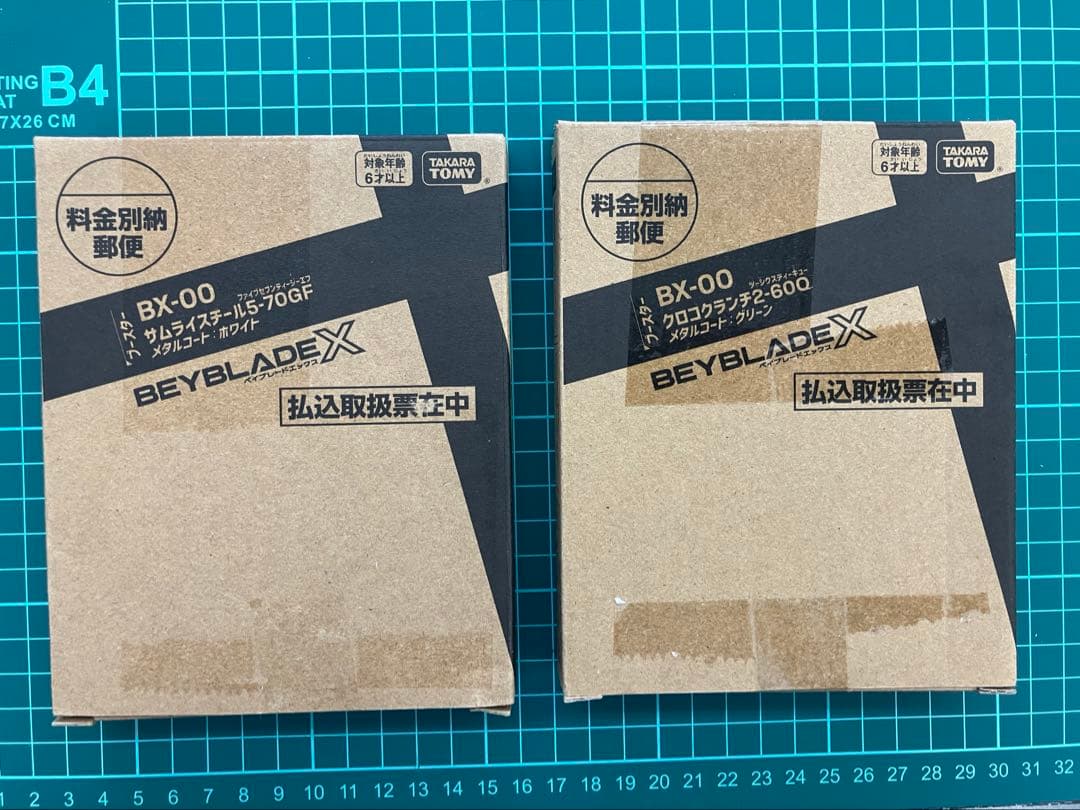 TING B4
AT
7X26 CM
料金別納
郵便
対象年齢
6才以上
TAKARA
TOMY
ブースター
BX-00
ファイブセブンティージーエフ
サムライスチール5-70GF
メタルコート:ホワイト
BEYBLADE X
ベイブレードエックス
払込取扱票在中
料金別納
郵便
対象年齢
6才以上
TAKARA
TOMY
ブースター
BX-00
ツーシクスティーキュー
クロコクランチ2-60Q
メタルコート:グリーン
BEYBLADE X
ベイブレードエックス
払込取扱票在中
1 2 3 4 5 6 7 8 9 10 11 12 13 14 15 16 17 18 19 20 21 22 23 24 25 26 27 28 29 30 31 32